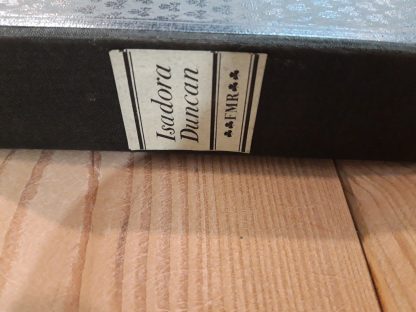 Isadora
Duncan
♣♣FMR♣♣